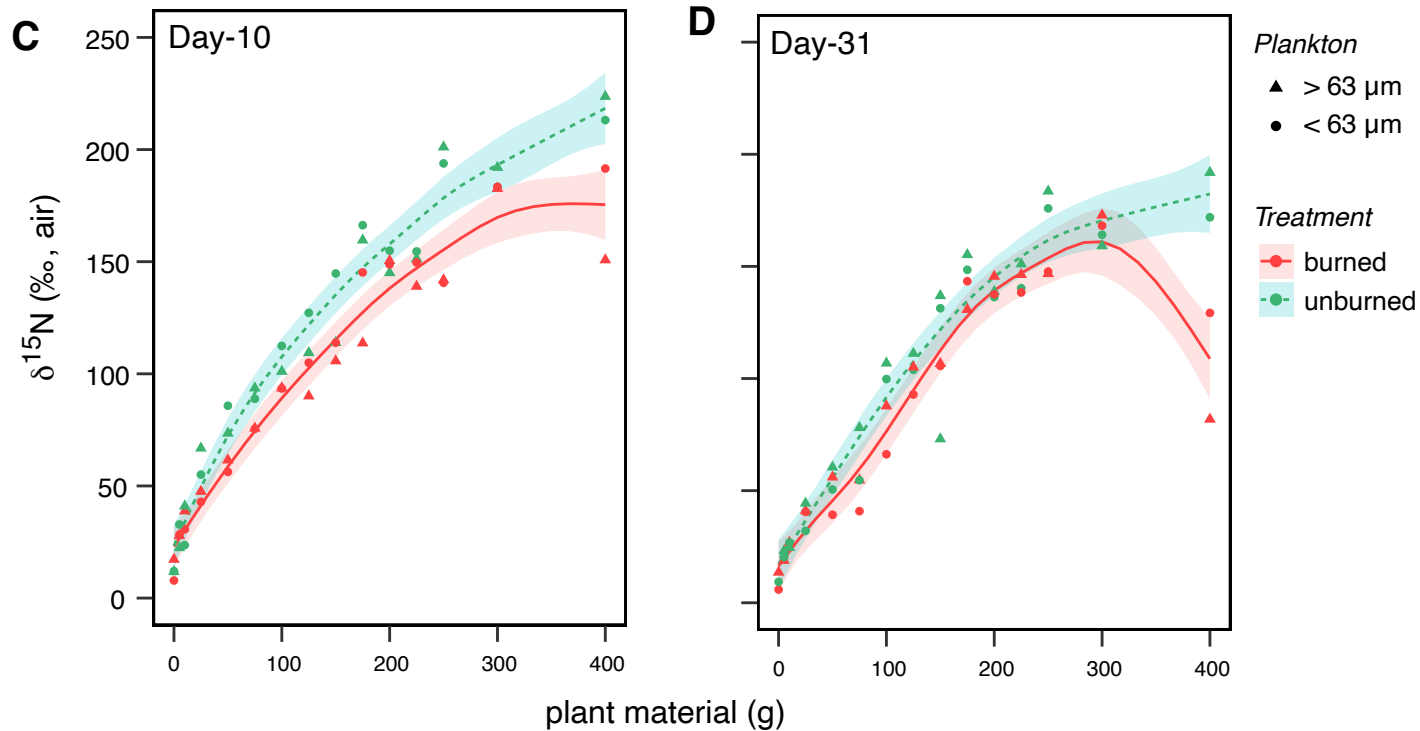 C
Day-10
D
Day-31
δ15N (‰, air)
250
200
150
100
50
0
0 100 200 300 400
0 100 200 300 400
plant material (g)
Plankton
> 63 µm
< 63 µm
Treatment
burned
unburned